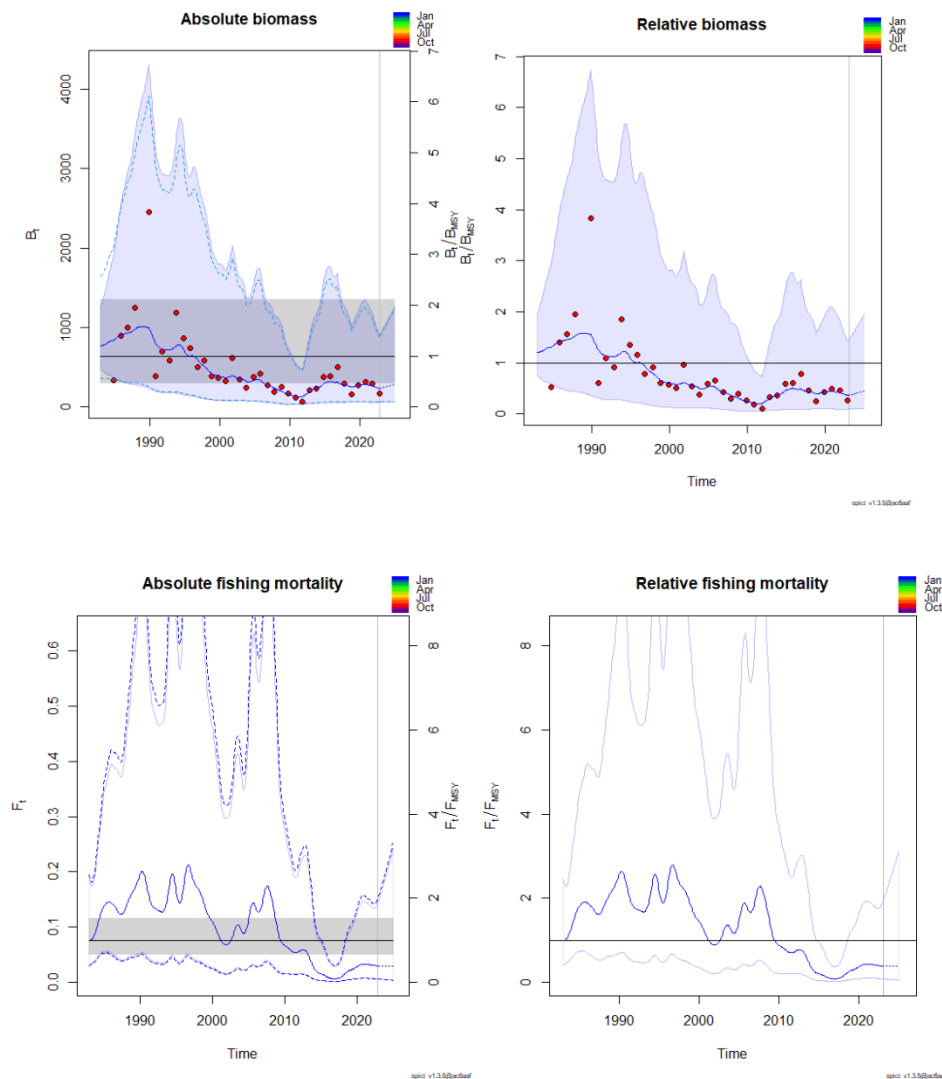 Absolute biomass
Jan
Apr
Jul
Oct
4000
3000
2000
1000
0
Bt
7
6
5
4
3
2
1
0
Bt/BMSY
1990
2000
2010
2020
Relative biomass
Jan
Apr
Jul
Oct
7
6
5
4
3
2
1
0
Bt/BMSY
1990
2000
2010
2020
Time
Absolute fishing mortality
Jan
Apr
Jul
Oct
0.6
0.5
0.4
0.3
0.2
0.1
0.0
Ft
8
6
4
2
0
Ft/FMSY
1990
2000
2010
2020
Time
Relative fishing mortality
Jan
Apr
Jul
Oct
8
6
4
2
0
Ft/FMSY
1990
2000
2010
2020
Time